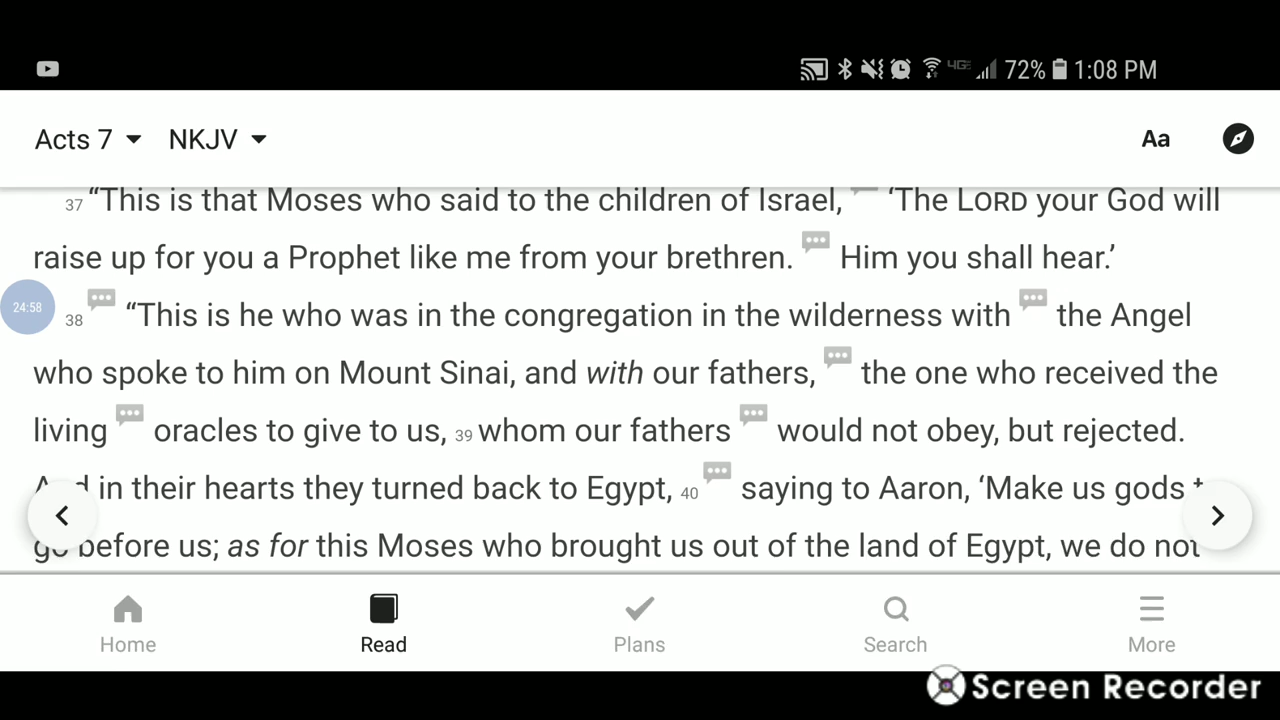 72% 1:08 PM
Acts 7 NKJV Aa
37 “This is that Moses who said to the children of Israel, ‘The LORD your God will
raise up for you a Prophet like me from your brethren. Him you shall hear.’
24:58
38 “This is he who was in the congregation in the wilderness with the Angel
who spoke to him on Mount Sinai, and with our fathers, the one who received the
living oracles to give to us, 39 whom our fathers would not obey, but rejected.
And in their hearts they turned back to Egypt, 40 saying to Aaron, ‘Make us gods
go before us; as for this Moses who brought us out of the land of Egypt, we do not
Home Read Plans Search More
Screen Recorder